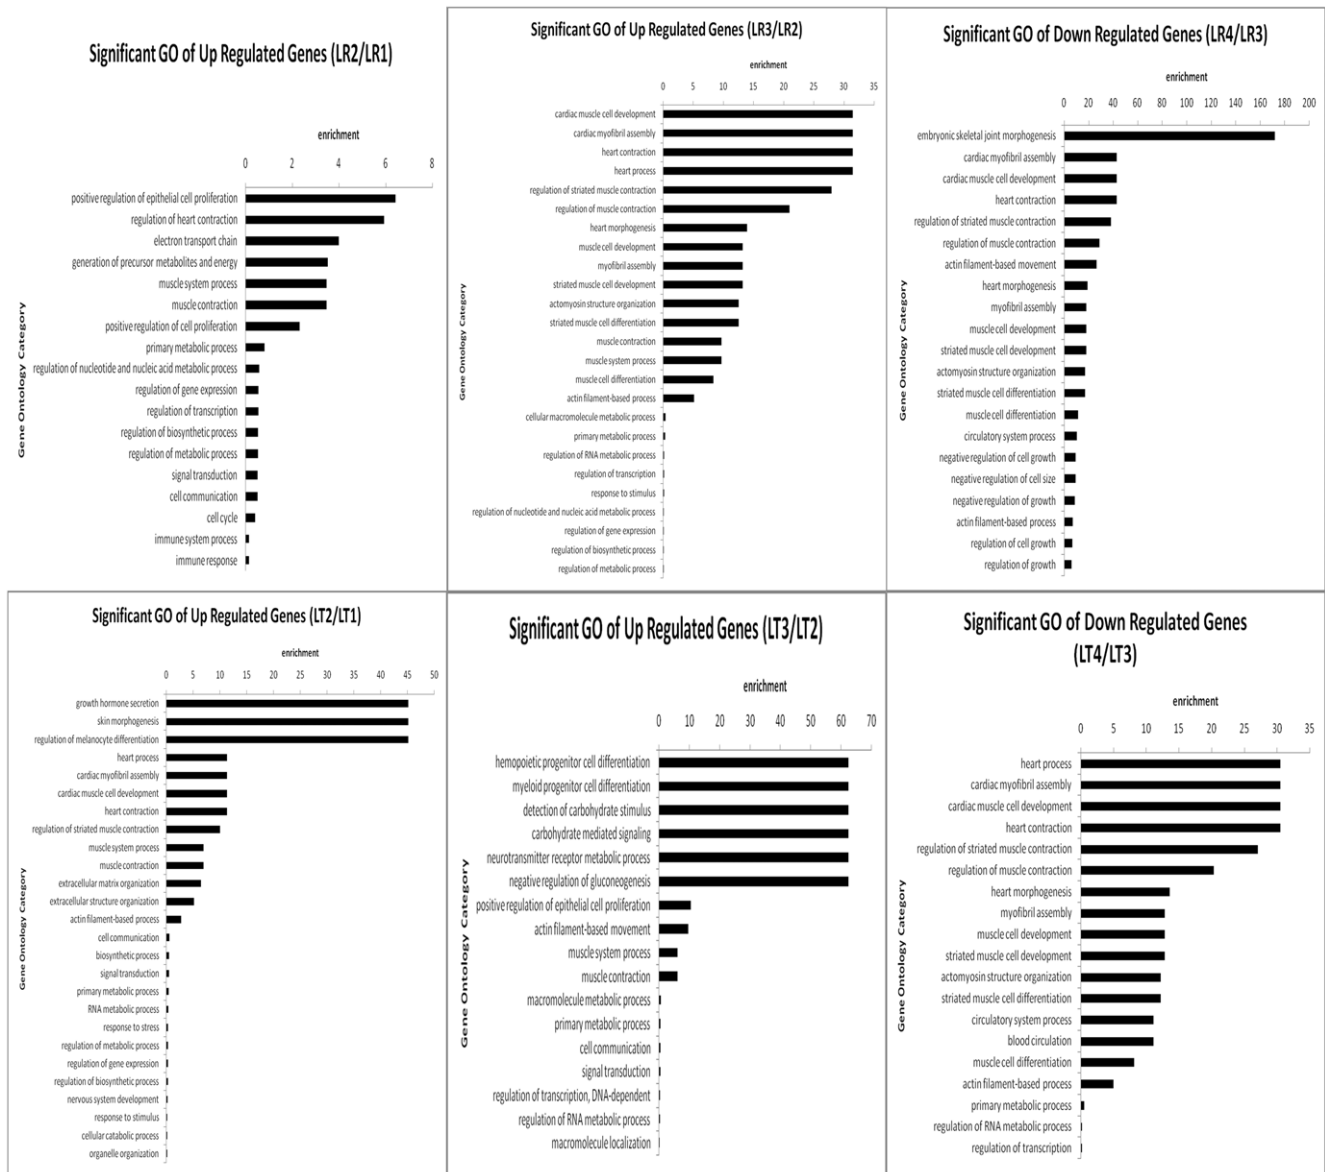 Significant GO of Up Regulated Genes (LR2/LR1)
enrichment
0 2 4 6 8
Gene Ontology Category
positive regulation of epithelial cell proliferation
regulation of heart contraction
electron transport chain
generation of precursor metabolites and energy
muscle system process
muscle contraction
positive regulation of cell proliferation
primary metabolic process
regulation of nucleotide and nucleic acid metabolic process
regulation of gene expression
regulation of transcription
regulation of biosynthetic process
regulation of metabolic process
signal transduction
cell communication
cell cycle
immune system process
immune response
Significant GO of Up Regulated Genes (LR3/LR2)
enrichment
0 5 10 15 20 25 30 35
Gene Ontology Category
cardiac muscle cell development
cardiac myofibril assembly
heart contraction
heart process
regulation of striated muscle contraction
regulation of muscle contraction
heart morphogenesis
muscle cell development
myofibril assembly
striated muscle cell development
actomyosin structure organization
striated muscle cell differentiation
muscle contraction
muscle system process
muscle cell differentiation
actin filament-based process
cellular macromolecule metabolic process
primary metabolic process
regulation of RNA metabolic process
regulation of transcription
response to stimulus
regulation of nucleotide and nucleic acid metabolic process
regulation of gene expression
regulation of biosynthetic process
regulation of metabolic process
Significant GO of Down Regulated Genes (LR4/LR3)
enrichment
0 20 40 60 80 100 120 140 160 180 200
Gene Ontology Category
embryonic skeletal joint morphogenesis
cardiac myofibril assembly
cardiac muscle cell development
heart contraction
regulation of striated muscle contraction
regulation of muscle contraction
actin filament-based movement
heart morphogenesis
myofibril assembly
muscle cell development
striated muscle cell development
actomyosin structure organization
striated muscle cell differentiation
muscle cell differentiation
circulatory system process
negative regulation of cell growth
negative regulation of cell size
negative regulation of growth
actin filament-based process
regulation of cell growth
regulation of growth
Significant GO of Up Regulated Genes (LT2/LT1)
enrichment
0 5 10 15 20 25 30 35 40 45 50
Gene Ontology Category
growth hormone secretion
skin morphogenesis
regulation of melanocyte differentiation
heart process
cardiac myofibril assembly
cardiac muscle cell development
heart contraction
regulation of striated muscle contraction
muscle system process
muscle contraction
extracellular matrix organization
extracellular structure organization
actin filament-based process
cell communication
biosynthetic process
signal transduction
primary metabolic process
RNA metabolic process
response to stress
regulation of metabolic process
regulation of gene expression
regulation of biosynthetic process
nervous system development
response to stimulus
cellular catabolic process
organelle organization
Significant GO of Up Regulated Genes (LT3/LT2)
enrichment
0 10 20 30 40 50 60 70
Gene Ontology Category
hemopoietic progenitor cell differentiation
myeloid progenitor cell differentiation
detection of carbohydrate stimulus
carbohydrate mediated signaling
neurotransmitter receptor metabolic process
negative regulation of gluconeogenesis
positive regulation of epithelial cell proliferation
actin filament-based movement
muscle system process
muscle contraction
macromolecule metabolic process
primary metabolic process
cell communication
signal transduction
regulation of transcription, DNA-dependent
regulation of RNA metabolic process
macromolecule localization
Significant GO of Down Regulated Genes
(LT4/LT3)
enrichment
0 5 10 15 20 25 30 35
Gene Ontology Category
heart process
cardiac myofibril assembly
cardiac muscle cell development
heart contraction
regulation of striated muscle contraction
regulation of muscle contraction
heart morphogenesis
myofibril assembly
muscle cell development
striated muscle cell development
actomyosin structure organization
striated muscle cell differentiation
circulatory system process
blood circulation
muscle cell differentiation
actin filament-based process
primary metabolic process
regulation of RNA metabolic process
regulation of transcription